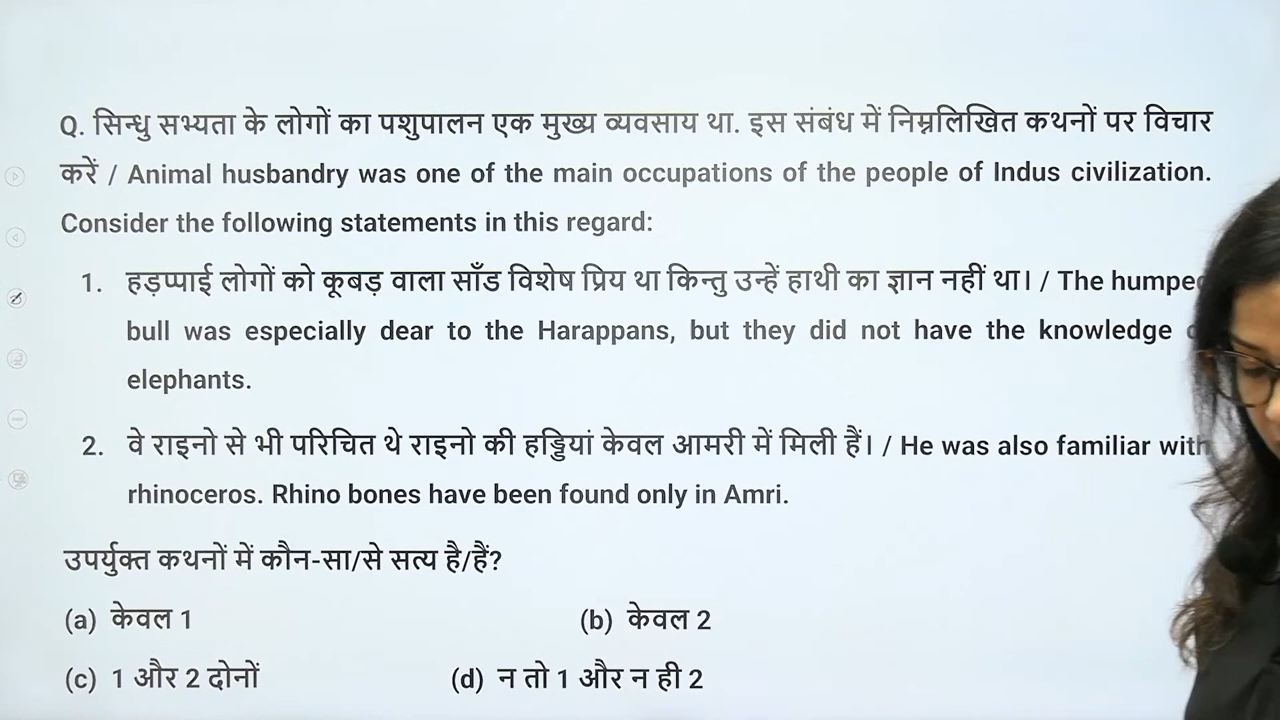 Q. सिन्धु सभ्यता के लोगों का पशुपालन एक मुख्य व्यवसाय था. इस संबंध में निम्नलिखित कथनों पर विचार
करें / Animal husbandry was one of the main occupations of the people of Indus civilization.
Consider the following statements in this regard:
1. हड़प्पाई लोगों को कूबड़ वाला साँड विशेष प्रिय था किन्तु उन्हें हाथी का ज्ञान नहीं था। / The humped
bull was especially dear to the Harappans, but they did not have the knowledge
elephants.
2. वे राइनो से भी परिचित थे राइनो की हड्डियां केवल आमरी में मिली हैं। / He was also familiar with
rhinoceros. Rhino bones have been found only in Amri.
उपर्युक्त कथनों में कौन-सा/से सत्य है/हैं?
(a) केवल 1 (b) केवल 2
(c) 1 और 2 दोनों (d) न तो 1 और न ही 2